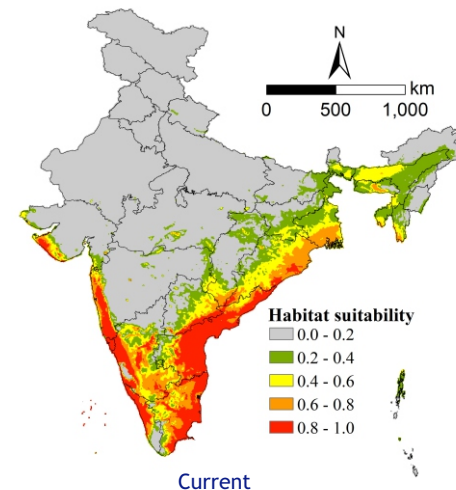 N
km
0 500 1,000
Habitat suitability
0.0 - 0.2
0.2 - 0.4
0.4 - 0.6
0.6 - 0.8
0.8 - 1.0
Current